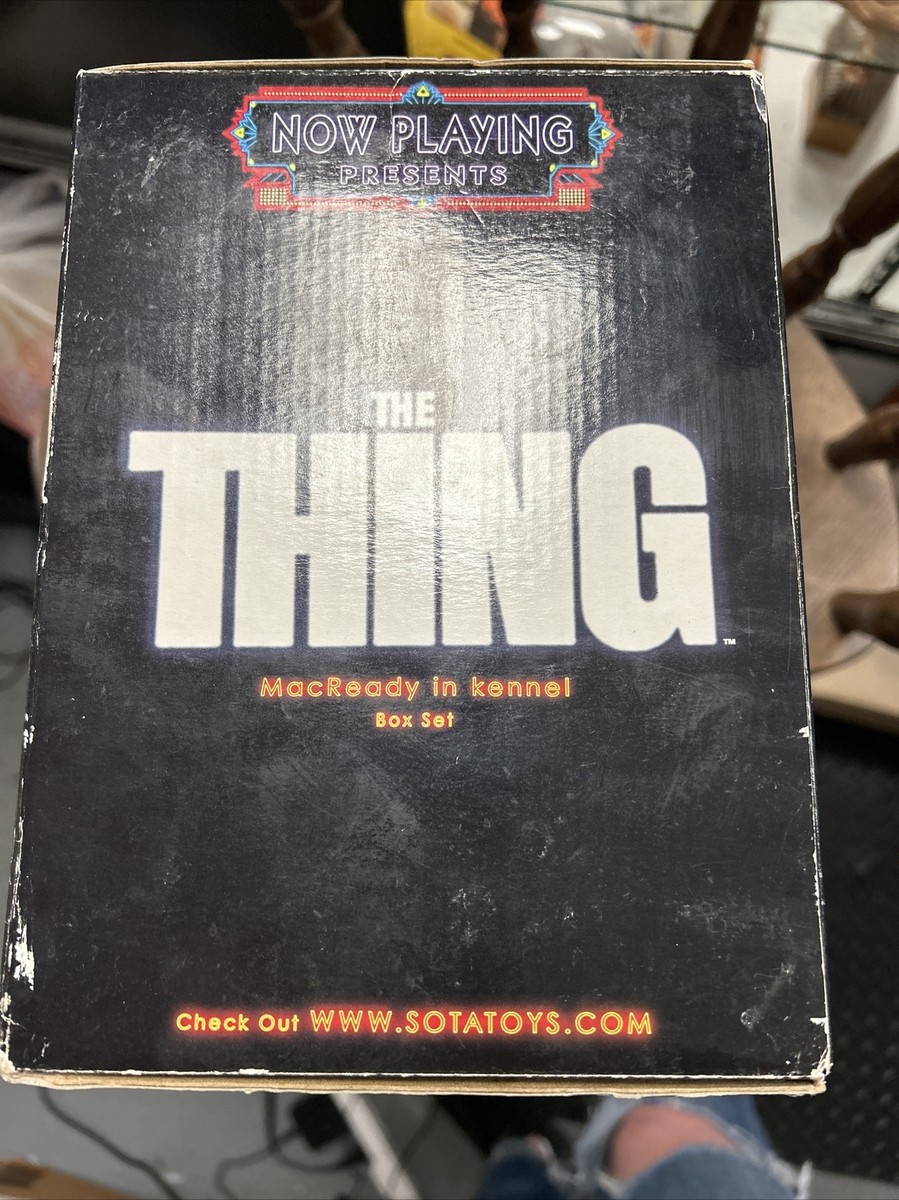 NOW PLAYING
PRESENTS
THE
THING™
MacReady in kennel
Box Set
Check Out WWW.SOTATOYS.COM